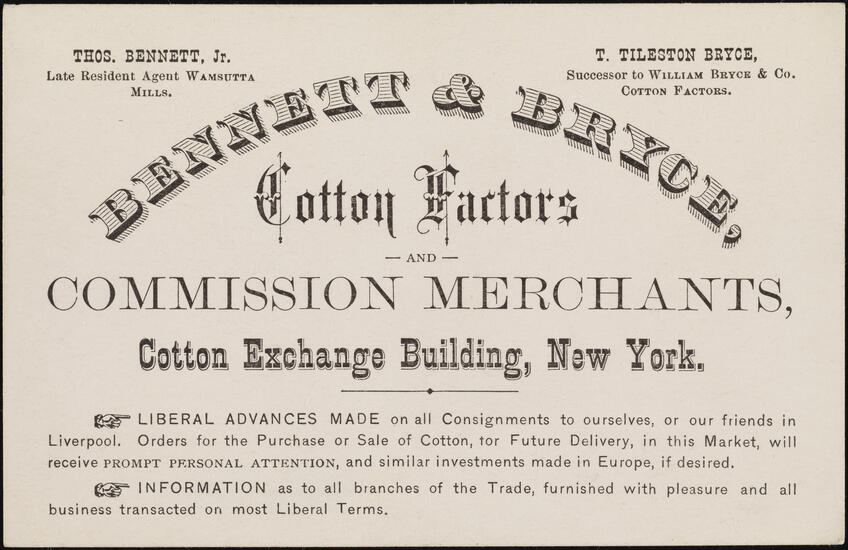 THOS. BENNETT, Jr.
Late Resident Agent WAMSUTTA
MILLS.
T. TILESTON BRYCE,
Successor to WILLIAM BRYCE & Co.
COTTON FACTORS.
BENNETT & BRYCE,
Cotton Factors
— AND —
COMMISSION MERCHANTS,
Cotton Exchange Building, New York.
LIBERAL ADVANCES MADE on all Consignments to ourselves, or our friends in
Liverpool. Orders for the Purchase or Sale of Cotton, tor Future Delivery, in this Market, will
receive PROMPT PERSONAL ATTENTION, and similar investments made in Europe, if desired.
INFORMATION as to all branches of the Trade, furnished with pleasure and all
business transacted on most Liberal Terms.